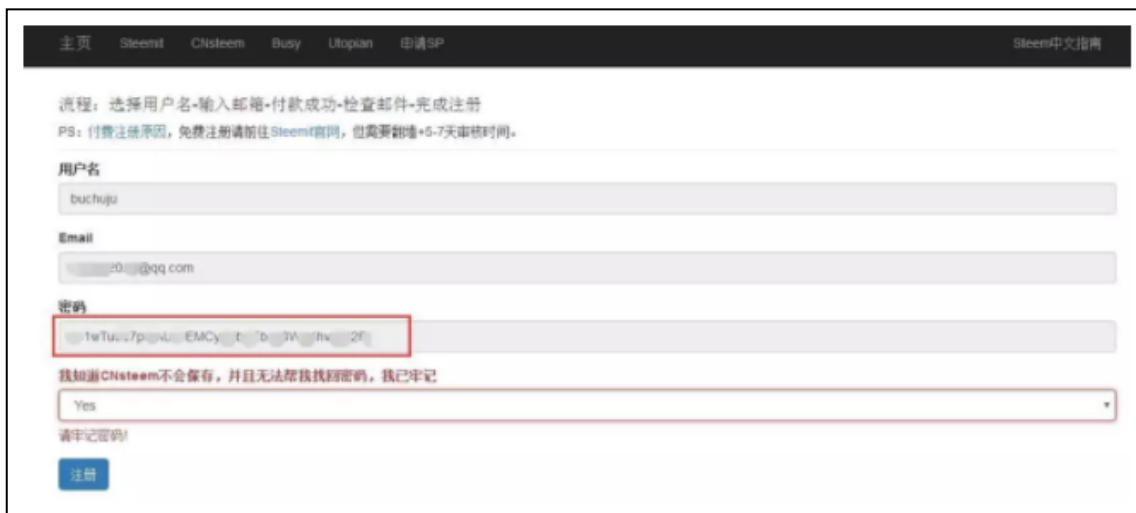 主页 Steemit CNsteem Busy Utopian 申请SP Steem中文指南
流程：选择用户名-输入邮箱-付款成功-检查邮件-完成注册
PS：付费注册原因，免费注册请前往Steemit官网，但需要翻墙+5-7天审核时间。
用户名
buchuju
Email
@qq.com
密码
我知道CNsteem不会保存，并且无法帮我找回密码，我已牢记
Yes
请牢记密码!
注册